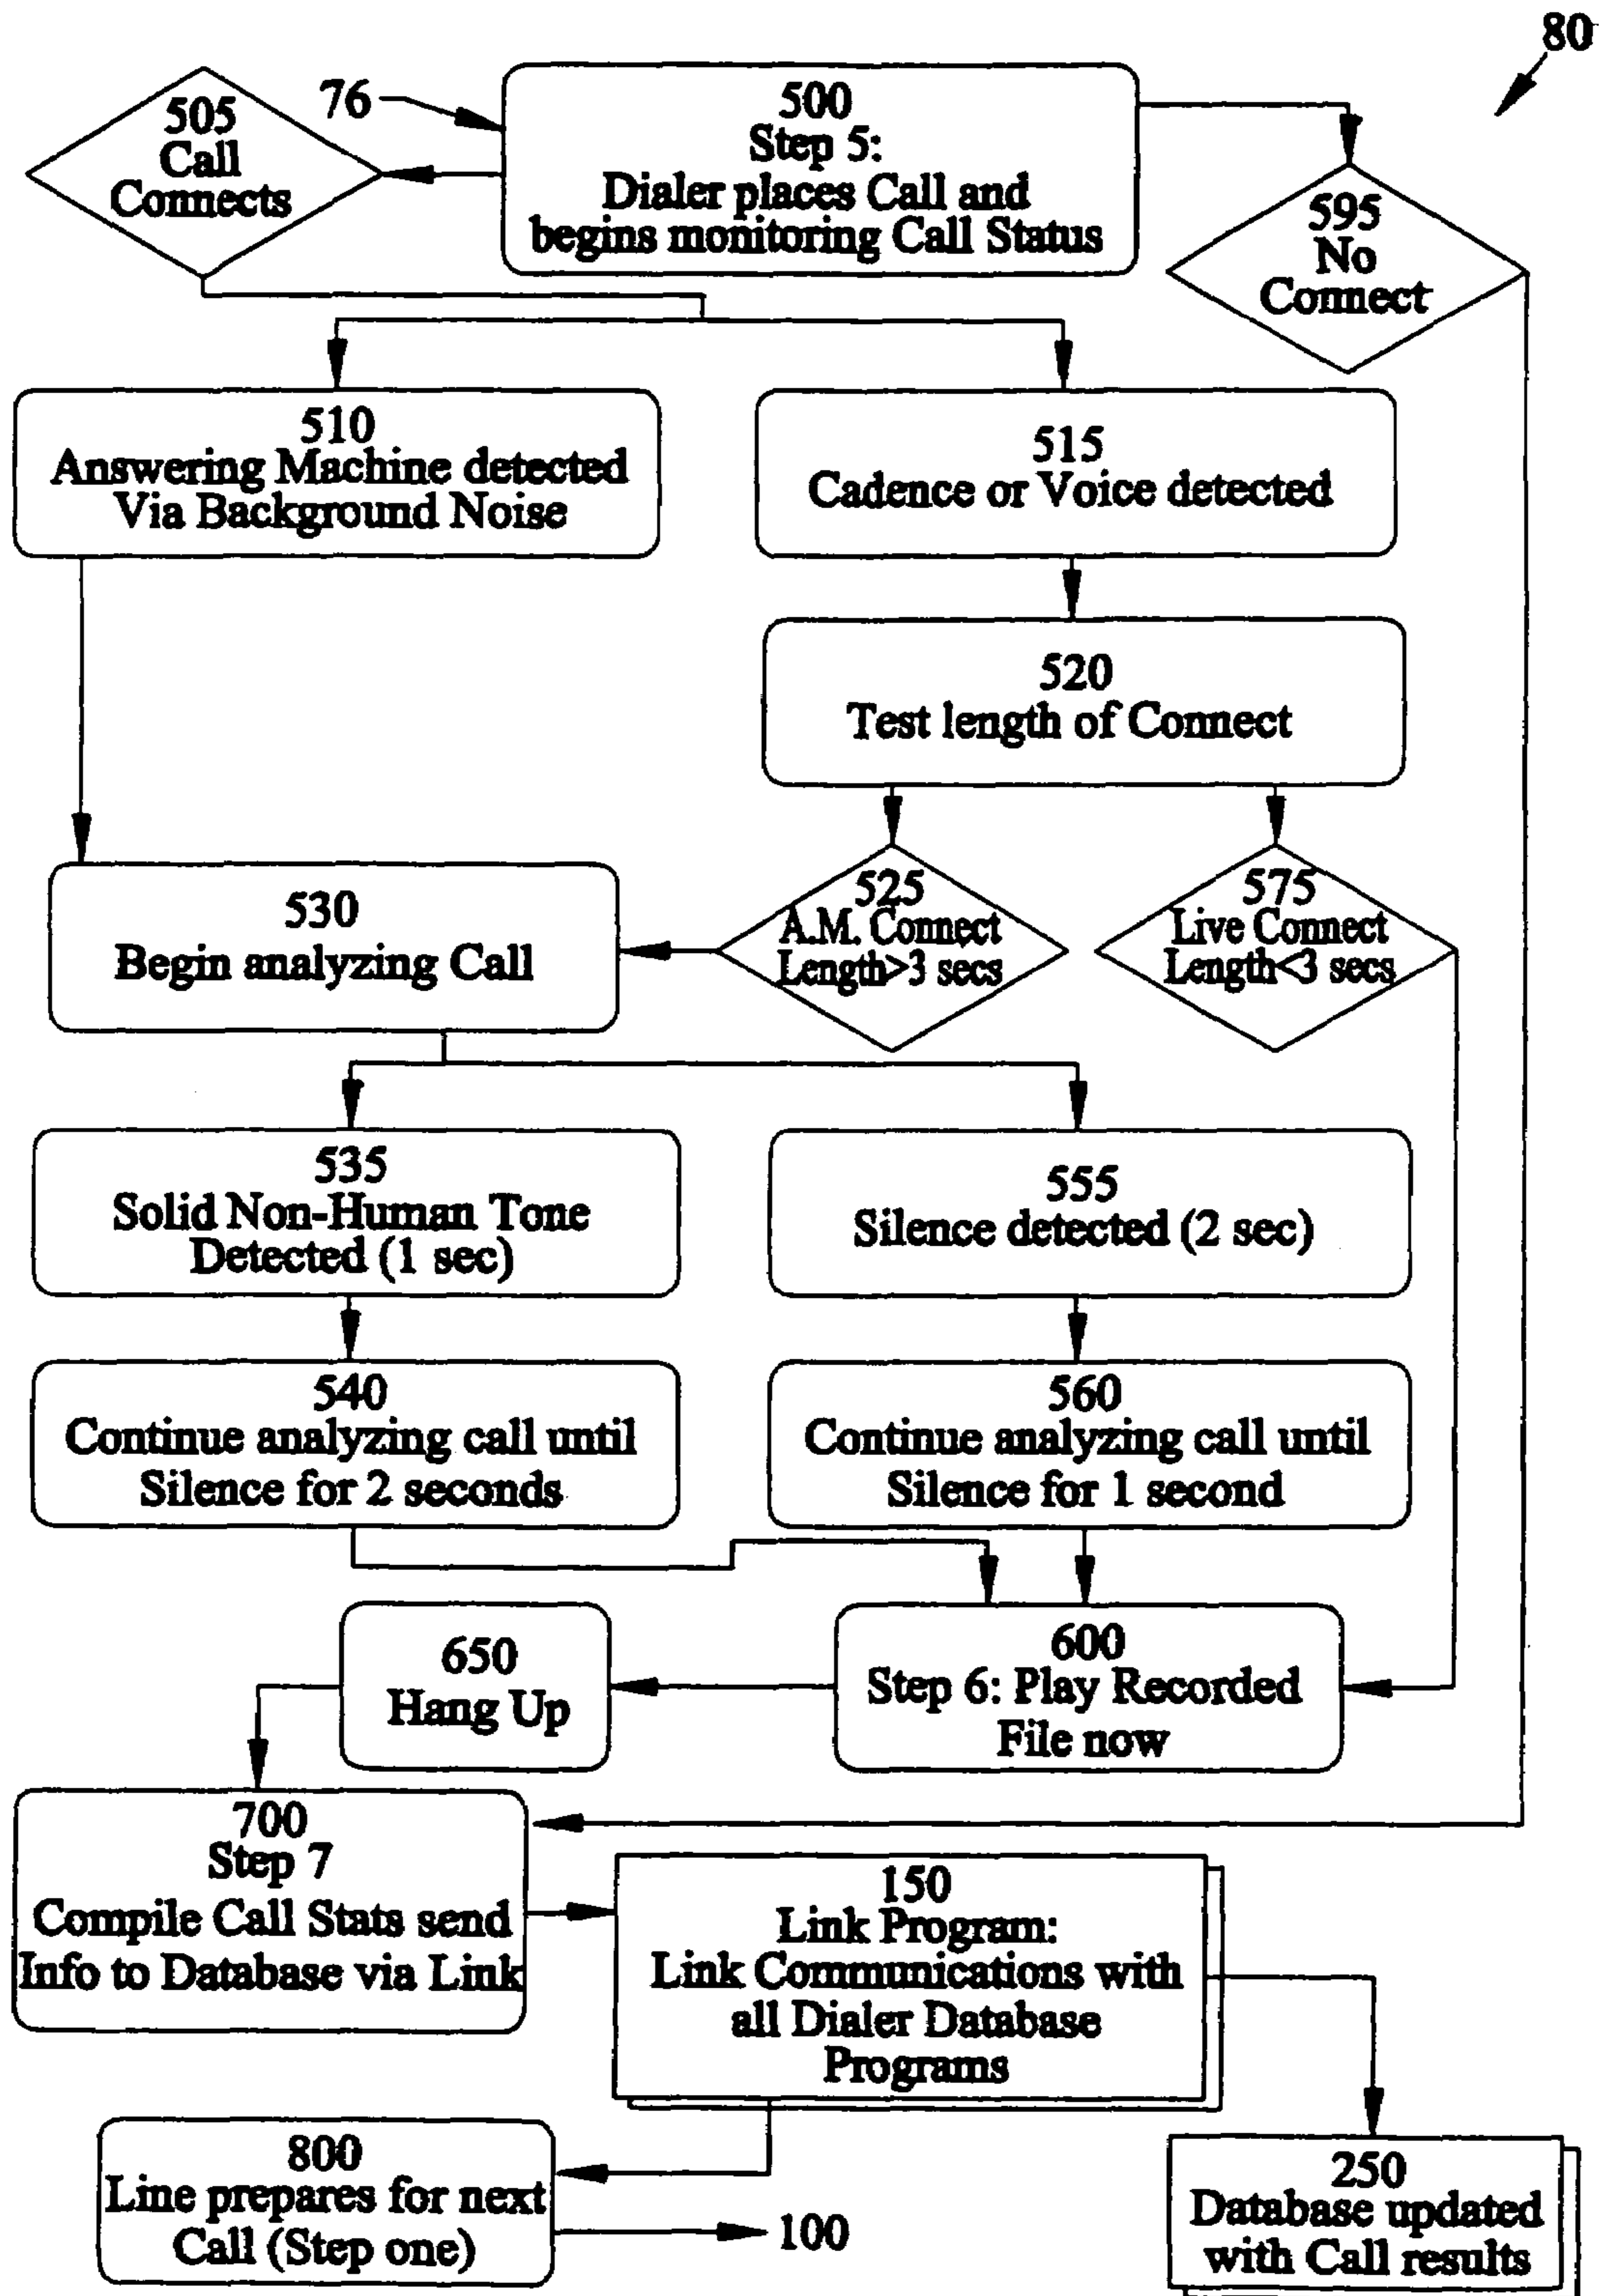 80
76
500
Step 5:
Dialer places Call and
begins monitoring Call Status
505
Call
Connects
595
No
Connect
510
Answering Machine detected
Via Background Noise
515
Cadence or Voice detected
520
Test length of Connect
525
A.M. Connect
Length>3 secs
575
Live Connect
Length<3 secs
530
Begin analyzing Call
535
Solid Non-Human Tone
Detected (1 sec)
555
Silence detected (2 sec)
540
Continue analyzing call until
Silence for 2 seconds
560
Continue analyzing call until
Silence for 1 second
650
Hang Up
600
Step 6: Play Recorded
File now
700
Step 7
Compile Call Stats send
Info to Database via Link
150
Link Program:
Link Communications with
all Dialer Database
Programs
800
Line prepares for next
Call (Step one)
100
250
Database updated
with Call results